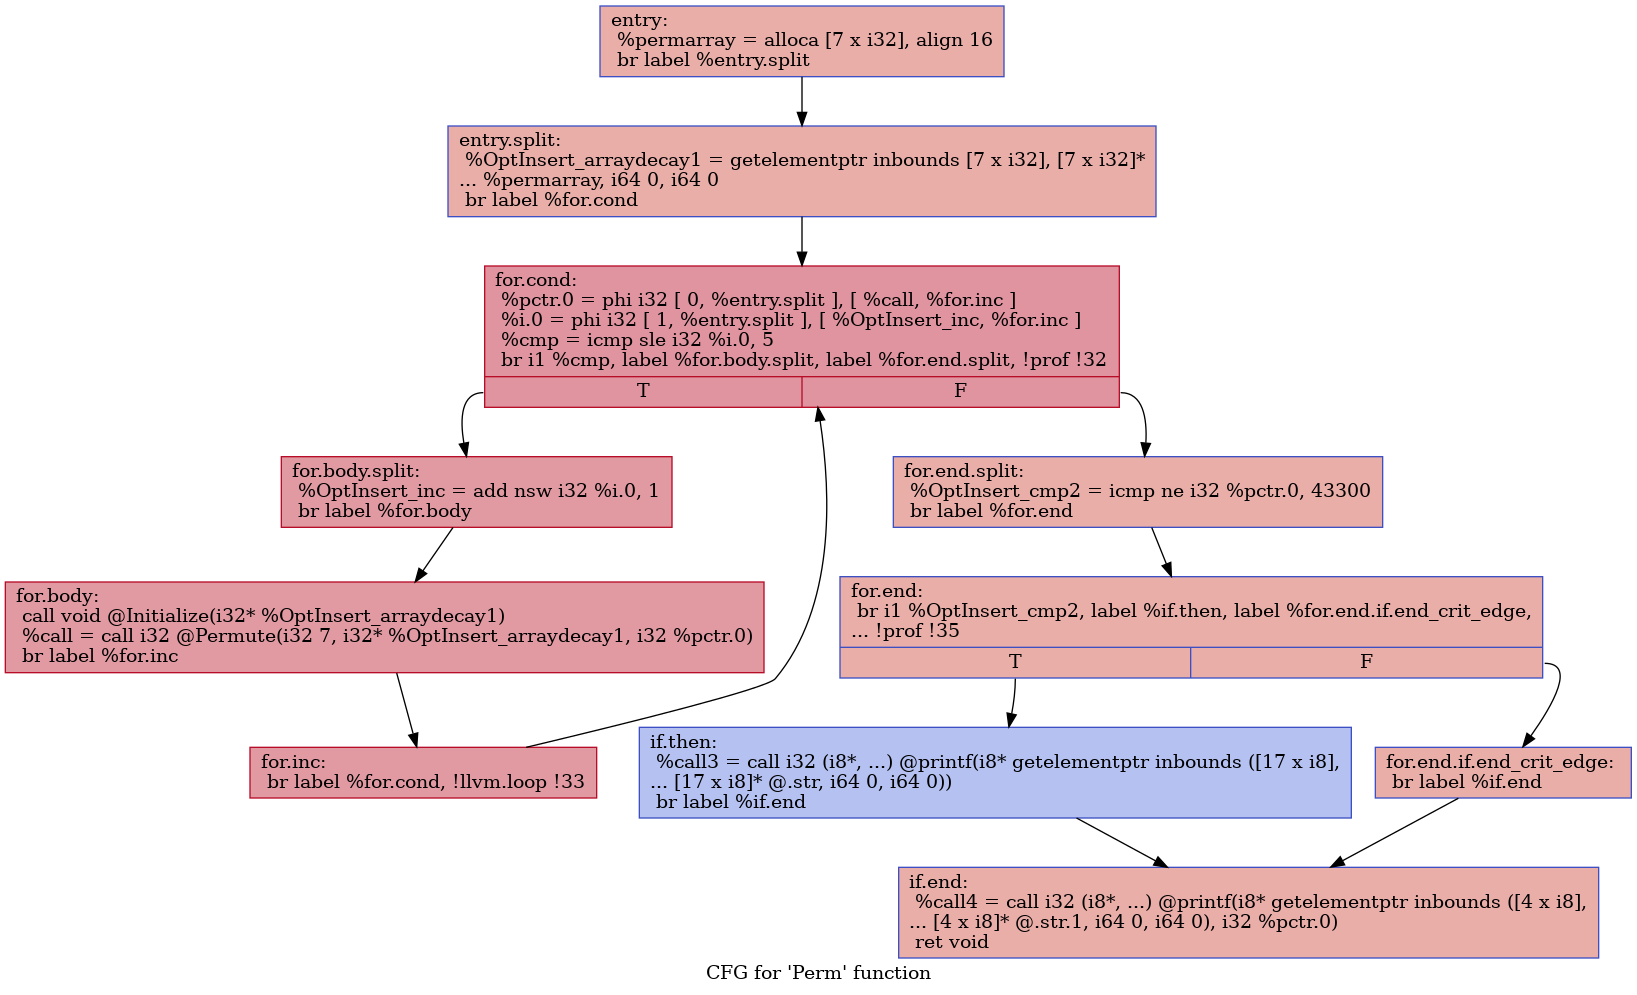 entry:
%permarray = alloca [7 x i32], align 16
br label %entry.split
entry.split:
%OptInsert_arraydecay1 = getelementptr inbounds [7 x i32], [7 x i32]*
... %permarray, i64 0, i64 0
br label %for.cond
for.cond:
%pctr.0 = phi i32 [ 0, %entry.split ], [ %call, %for.inc ]
%i.0 = phi i32 [ 1, %entry.split ], [ %OptInsert_inc, %for.inc ]
%cmp = icmp sle i32 %i.0, 5
br i1 %cmp, label %for.body.split, label %for.end.split, !prof !32
T F
for.body.split:
%OptInsert_inc = add nsw i32 %i.0, 1
br label %for.body
for.end.split:
%OptInsert_cmp2 = icmp ne i32 %pctr.0, 43300
br label %for.end
for.body:
call void @Initialize(i32* %OptInsert_arraydecay1)
%call = call i32 @Permute(i32 7, i32* %OptInsert_arraydecay1, i32 %pctr.0)
br label %for.inc
for.end:
br i1 %OptInsert_cmp2, label %if.then, label %for.end.if.end_crit_edge,
... !prof !35
T F
for.inc:
br label %for.cond, !llvm.loop !33
if.then:
%call3 = call i32 (i8*, ...) @printf(i8* getelementptr inbounds ([17 x i8],
... [17 x i8]* @.str, i64 0, i64 0))
br label %if.end
for.end.if.end_crit_edge:
br label %if.end
if.end:
%call4 = call i32 (i8*, ...) @printf(i8* getelementptr inbounds ([4 x i8],
... [4 x i8]* @.str.1, i64 0, i64 0), i32 %pctr.0)
ret void
CFG for 'Perm' function